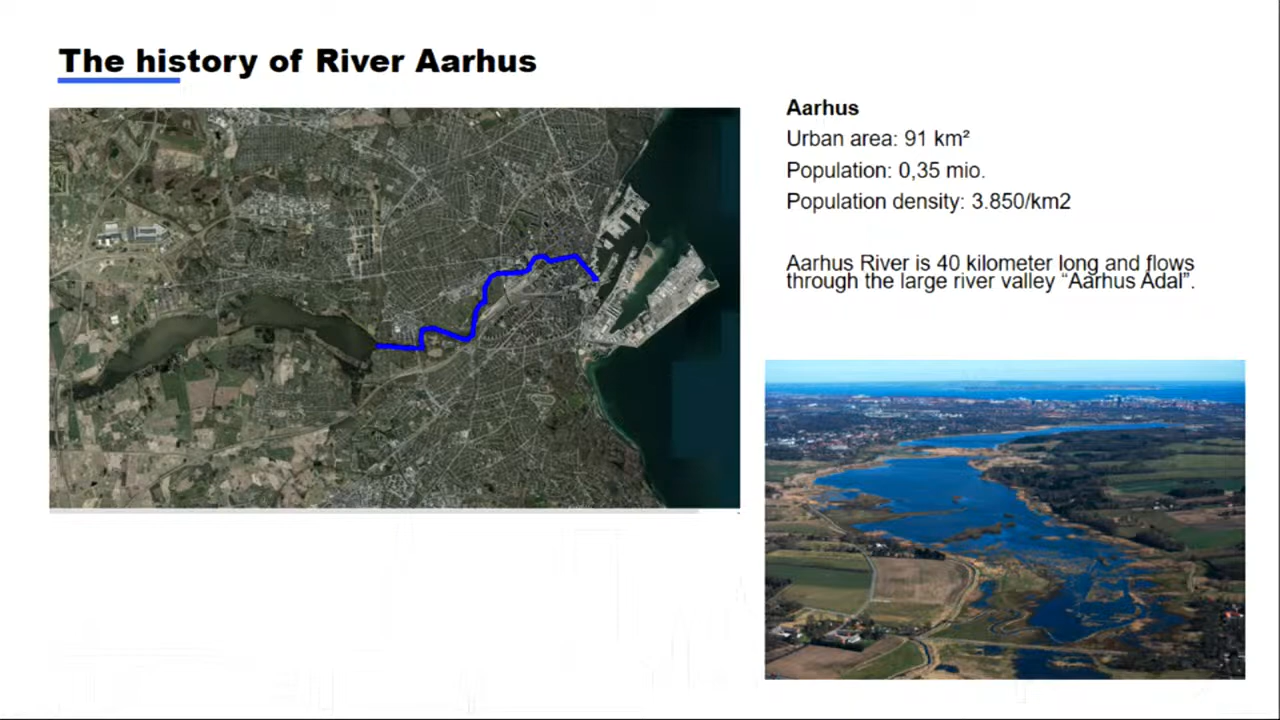 The history of River Aarhus
Aarhus
Urban area: 91 km²
Population: 0,35 mio.
Population density: 3.850/km2
Aarhus River is 40 kilometer long and flows
through the large river valley “Aarhus Adal”.